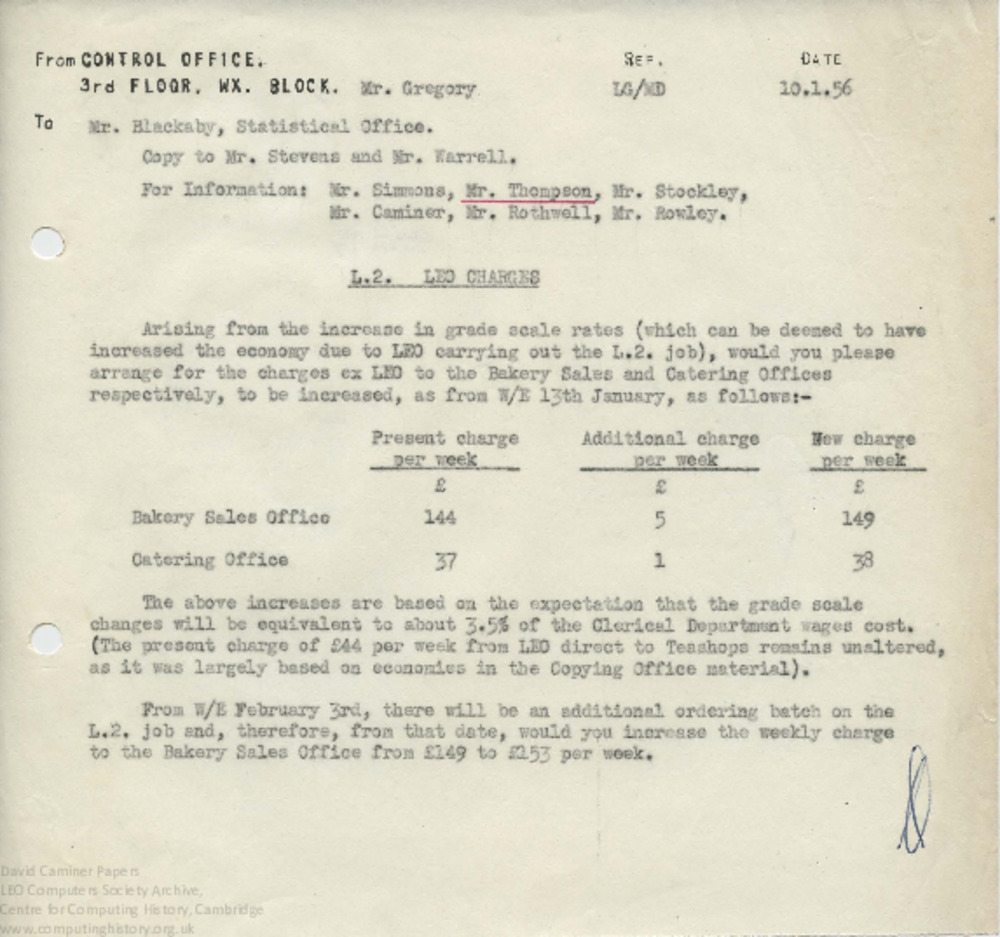 From CONTROL OFFICE. REF. DATE
3rd FLOOR. WX. BLOCK. Mr. Gregory LG/MD 10.1.56
To Mr. Blackaby, Statistical Office.
Copy to Mr. Stevens and Mr. Warrell.
For Information: Mr. Simmons, Mr. Thompson, Mr. Stockley,
Mr. Caminer, Mr. Rothwell, Mr. Rowley.
L.2. LEO CHARGES
Arising from the increase in grade scale rates (which can be deemed to have
increased the economy due to LEO carrying out the L.2. job), would you please
arrange for the charges ex LEO to the Bakery Sales and Catering Offices
respectively, to be increased, as from W/E 13th January, as follows:-
Present charge Additional charge New charge
per week per week per week
£ £ £
Bakery Sales Office 144 5 149
Catering Office 37 1 38
The above increases are based on the expectation that the grade scale
changes will be equivalent to about 3.5% of the Clerical Department wages cost.
(The present charge of £44 per week from LEO direct to Teashops remains unaltered,
as it was largely based on economies in the Copying Office material).
From W/E February 3rd, there will be an additional ordering batch on the
L.2. job and, therefore, from that date, would you increase the weekly charge
to the Bakery Sales Office from £149 to £153 per week.
David Caminer Papers
LEO Computers Society Archive,
Centre for Computing History, Cambridge
www.computinghistory.org.uk